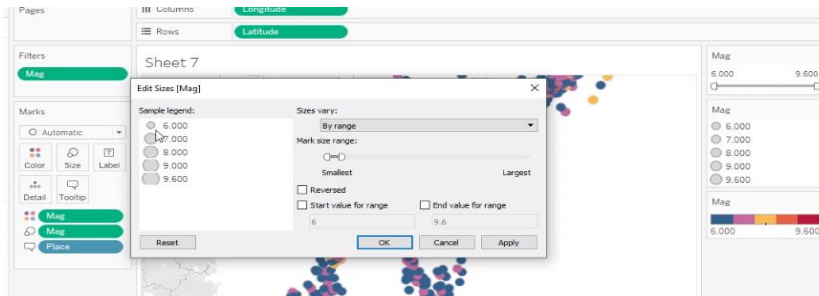 Pages
Columns
Longitude
Rows
Latitude
Filters
Mag
Sheet 7
Marks
Automatic
Color
Size
Label
Detail
Tooltip
Mag
Mag
Place
Edit Sizes [Mag]
Sample legend:
6.000
7.000
8.000
9.000
9.600
Sizes vary:
By range
Mark size range:
Smallest
Largest
Reversed
Start value for range
End value for range
6
9.6
Reset
OK
Cancel
Apply
Mag
6.000
9.600
Mag
6.000
7.000
8.000
9.000
9.600
Mag
6.000
9.600